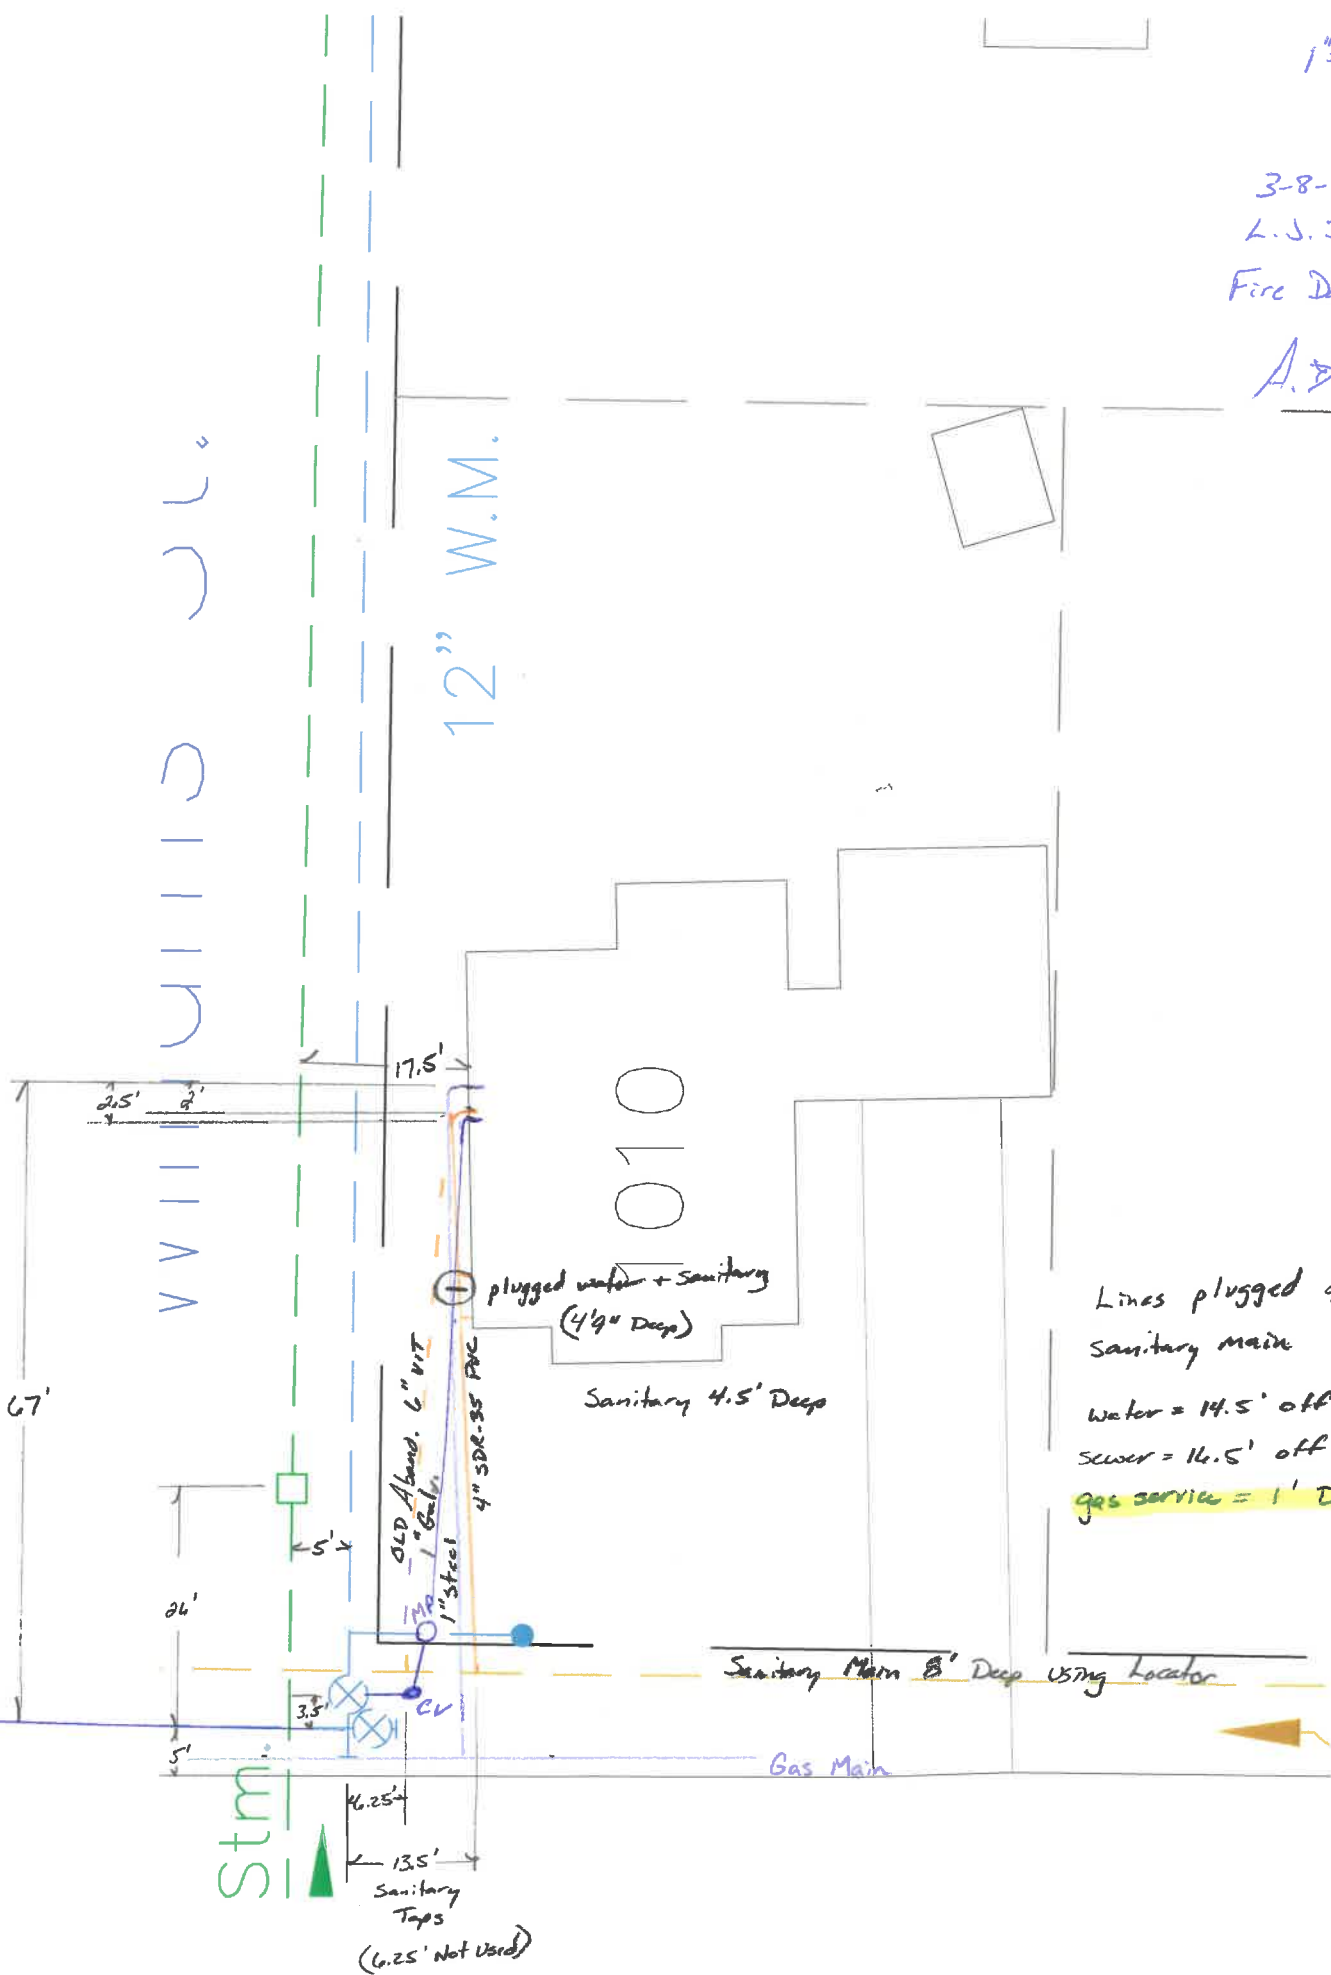 1"
3-8-
L.J.
Fire D
A.D
12" W.M.
17.5'
2.5' 2'
1010
plugged water + Sanitary
(4'9" Deep)
Sanitary 4.5' Deep
Lines plugged
Sanitary main
water = 14.5' off
sewer = 16.5' off
gas service = 1' D
67'
OLD Aband. 6" VIT
1" Galv.
1" Steel
4" SDR-35 PVC
5'
26'
MP
CV
3.5'
5'
Sanitary Main 8' Deep using Locator
Gas Main
Stm.
6.25'
13.5'
Sanitary
Taps
(6.25' Not Used)